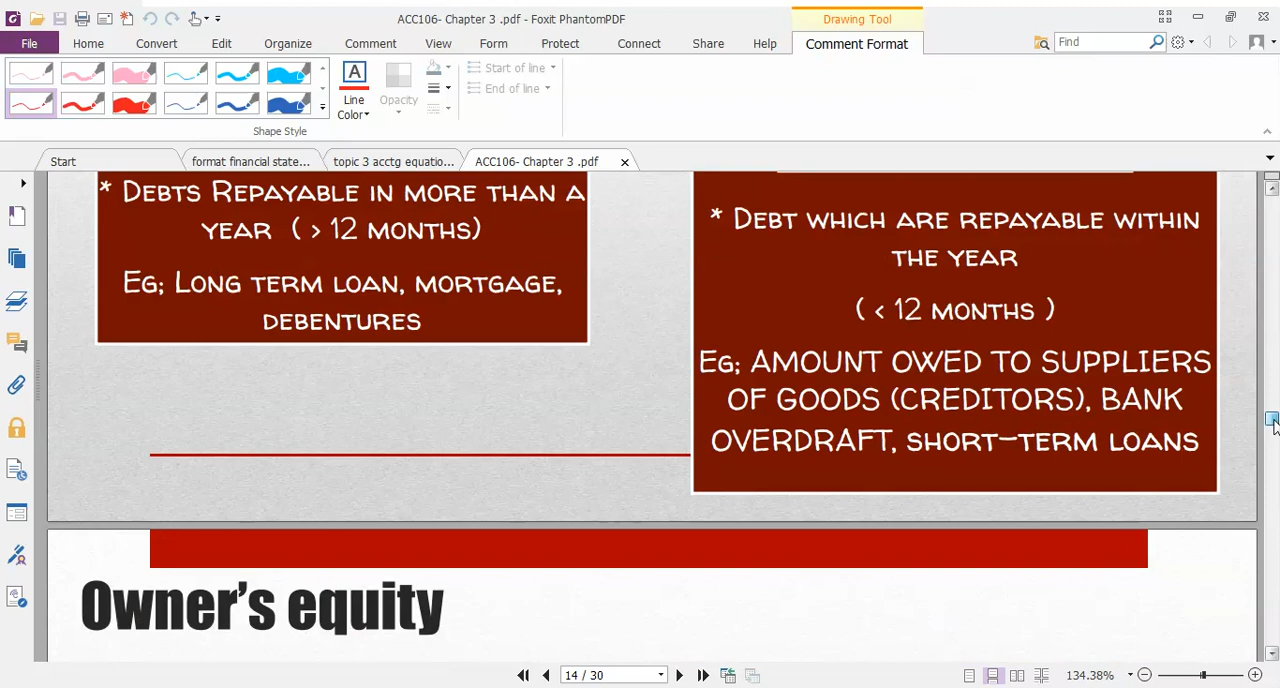 ACC106- Chapter 3 .pdf - Foxit PhantomPDF
Drawing Tool
File Home Convert Edit Organize Comment View Form Protect Connect Share Help Comment Format Find
Line
Color
Opacity
Start of line
End of line
Shape Style
Start format financial state... topic 3 acctg equatio... ACC106- Chapter 3 .pdf
* DEBTS REPAYABLE IN MORE THAN A
YEAR ( > 12 MONTHS)
EG; LONG TERM LOAN, MORTGAGE,
DEBENTURES
* DEBT WHICH ARE REPAYABLE WITHIN
THE YEAR
( < 12 MONTHS )
EG; AMOUNT OWED TO SUPPLIERS
OF GOODS (CREDITORS), BANK
OVERDRAFT, SHORT-TERM LOANS
Owner's equity
14 / 30
134.38%